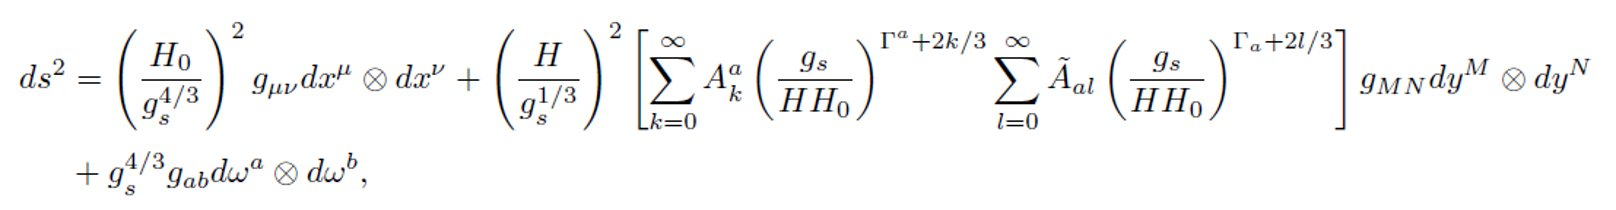 ds^2 = \left(\frac{H_0}{g_s^{4/3}}\right)^2 g_{\mu\nu} dx^\mu \otimes dx^\nu + \left(\frac{H}{g_s^{1/3}}\right)^2 \left[\sum_{k=0}^{\infty} A_k^a \left(\frac{g_s}{HH_0}\right)^{\Gamma^a+2k/3} \sum_{l=0}^{\infty} \tilde{A}_{al} \left(\frac{g_s}{HH_0}\right)^{\Gamma_a+2l/3}\right] g_{MN} dy^M \otimes dy^N
+ g_s^{4/3} g_{ab} d\omega^a \otimes d\omega^b,